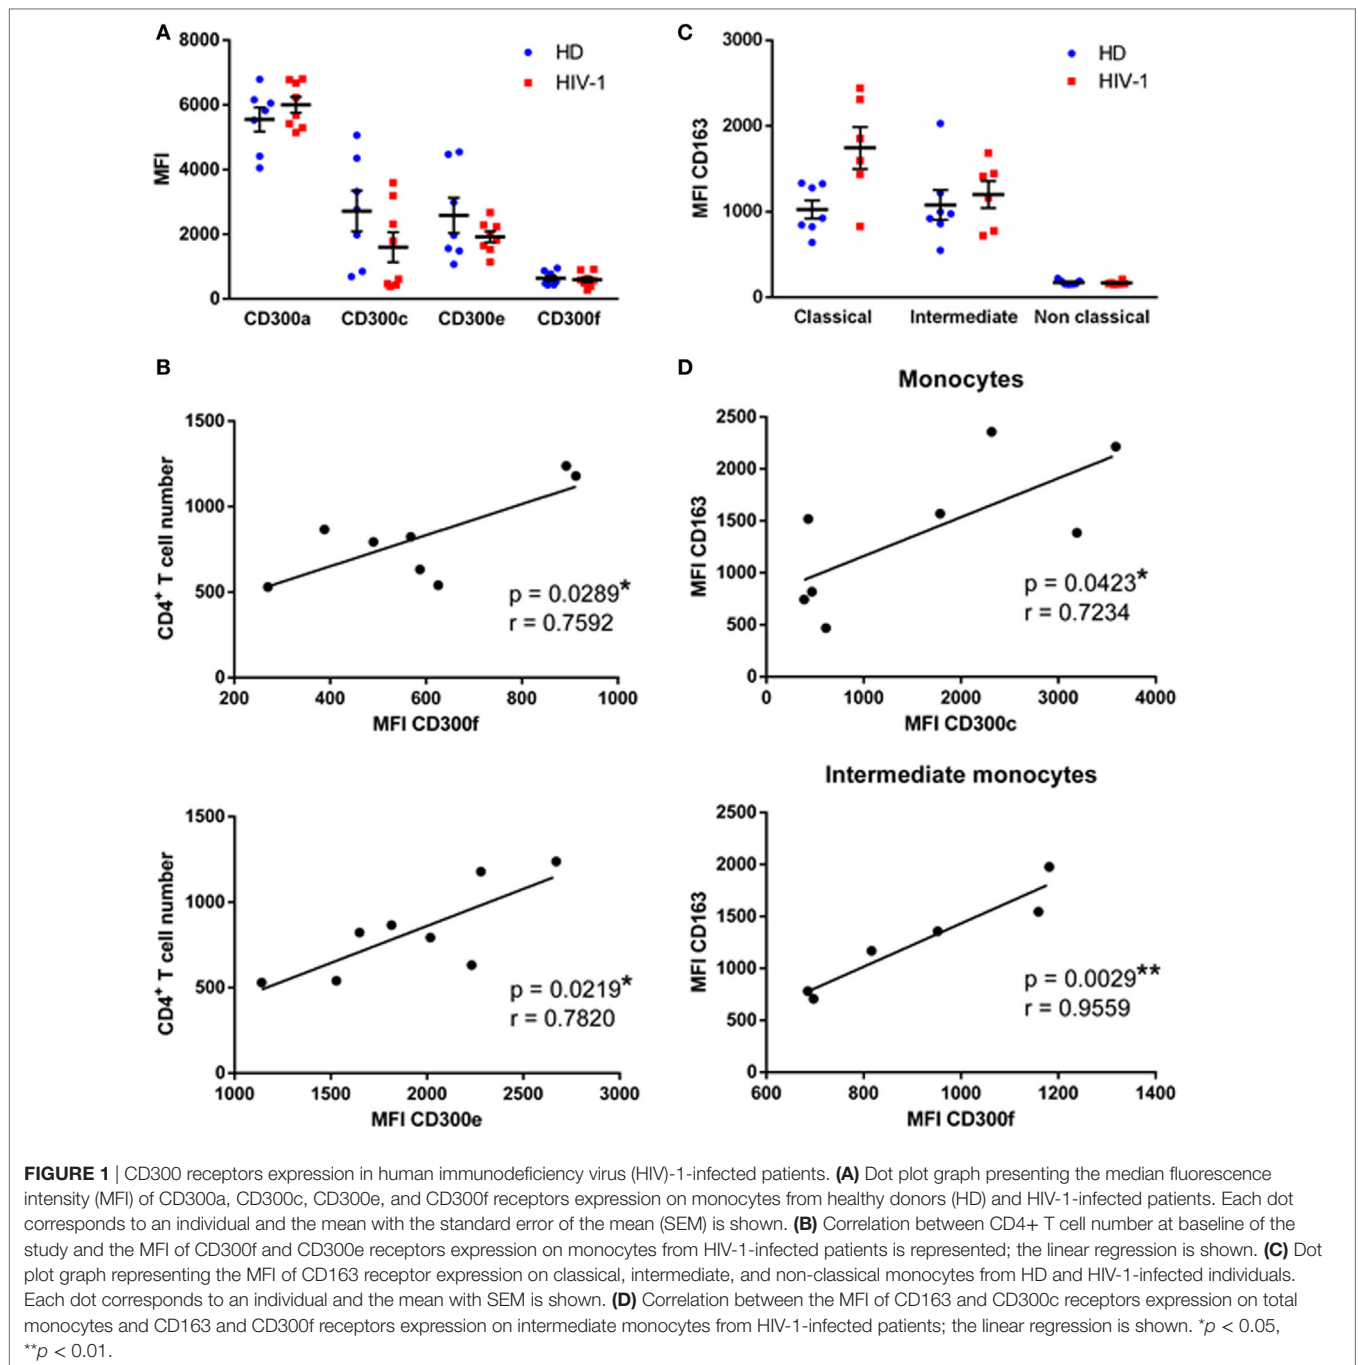 A
8000
6000
4000
2000
0
MFI
HD
HIV-1
CD300a CD300c CD300e CD300f
C
3000
2000
1000
0
MFI CD163
HD
HIV-1
Classical Intermediate Non classical
B
1500
1000
500
0
CD4+ T cell number
p = 0.0289*
r = 0.7592
200 400 600 800 1000
MFI CD300f
1500
1000
500
0
CD4+ T cell number
p = 0.0219*
r = 0.7820
1000 1500 2000 2500 3000
MFI CD300e
D
Monocytes
2500
2000
1500
1000
500
0
MFI CD163
p = 0.0423*
r = 0.7234
0 1000 2000 3000 4000
MFI CD300c
Intermediate monocytes
2500
2000
1500
1000
500
0
MFI CD163
p = 0.0029**
r = 0.9559
600 800 1000 1200 1400
MFI CD300f
FIGURE 1 | CD300 receptors expression in human immunodeficiency virus (HIV)-1-infected patients. (A) Dot plot graph presenting the median fluorescence
intensity (MFI) of CD300a, CD300c, CD300e, and CD300f receptors expression on monocytes from healthy donors (HD) and HIV-1-infected patients. Each dot
corresponds to an individual and the mean with the standard error of the mean (SEM) is shown. (B) Correlation between CD4+ T cell number at baseline of the
study and the MFI of CD300f and CD300e receptors expression on monocytes from HIV-1-infected patients is represented; the linear regression is shown. (C) Dot
plot graph representing the MFI of CD163 receptor expression on classical, intermediate, and non-classical monocytes from HD and HIV-1-infected individuals.
Each dot corresponds to an individual and the mean with SEM is shown. (D) Correlation between the MFI of CD163 and CD300c receptors expression on total
monocytes and CD163 and CD300f receptors expression on intermediate monocytes from HIV-1-infected patients; the linear regression is shown. *p < 0.05,
**p < 0.01.